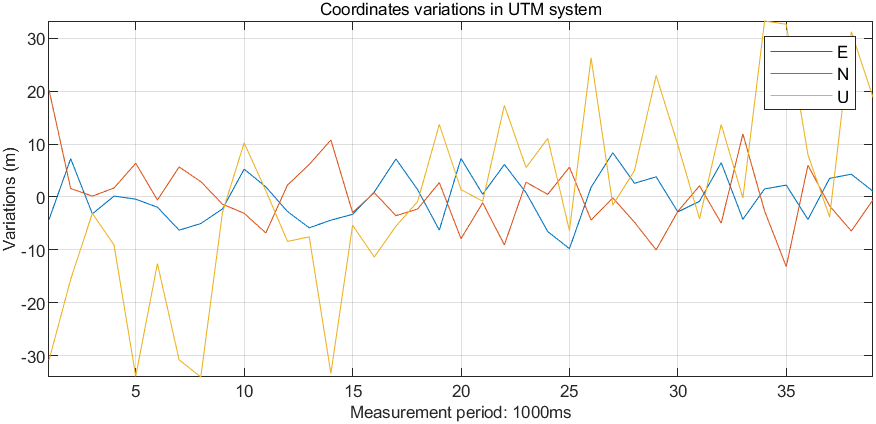 Coordinates variations in UTM system
Variations (m)
30
20
10
0
-10
-20
-30
E
N
U
5 10 15 20 25 30 35
Measurement period: 1000ms